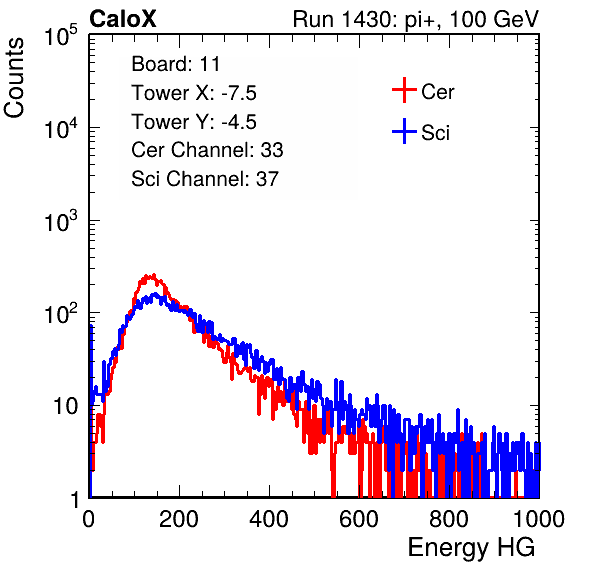 CaloX
Run 1430: pi+, 100 GeV
Counts
Board: 11
Tower X: -7.5
Tower Y: -4.5
Cer Channel: 33
Sci Channel: 37
Cer
Sci
10^5
10^4
10^3
10^2
10
1
0 200 400 600 800 1000
Energy HG